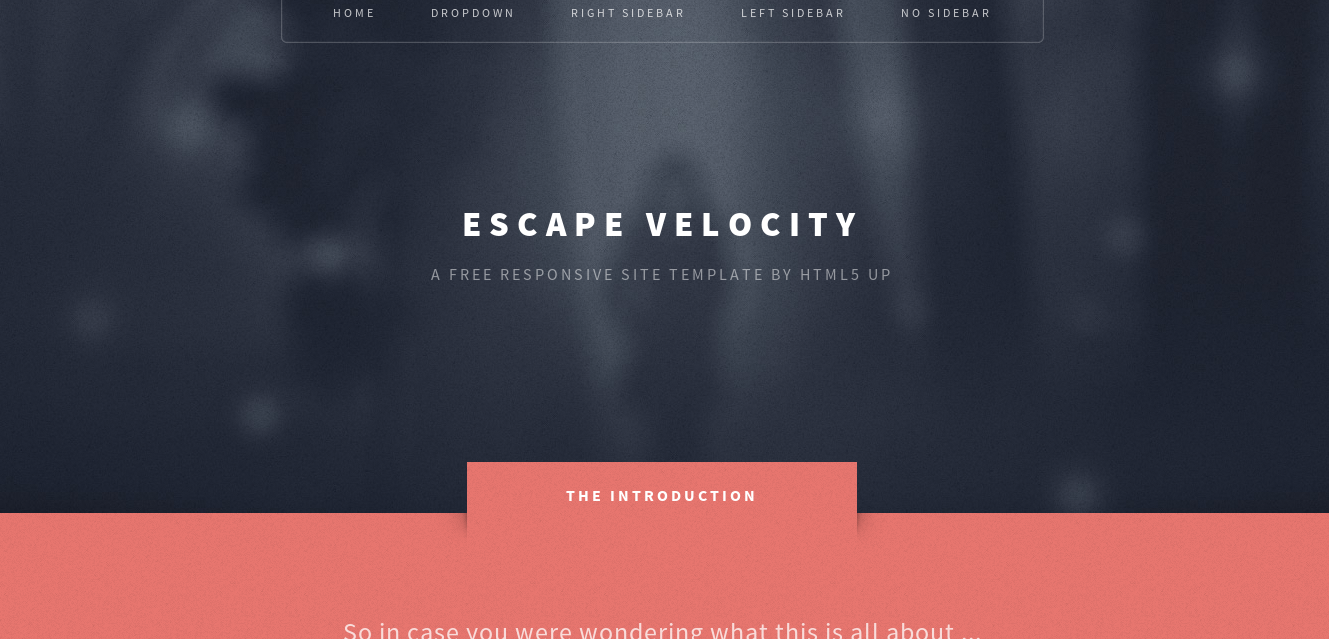 HOME DROPDOWN RIGHT SIDEBAR LEFT SIDEBAR NO SIDEBAR
ESCAPE VELOCITY
A FREE RESPONSIVE SITE TEMPLATE BY HTML5 UP
THE INTRODUCTION
So in case you were wondering what this is all about ...